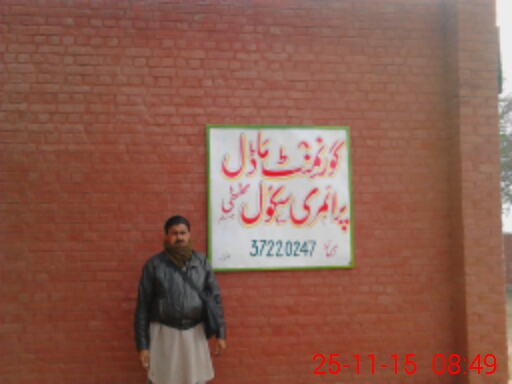 گورنمنٹ ماڈل
پرائمری سکول
37220247
25-11-15 08:49